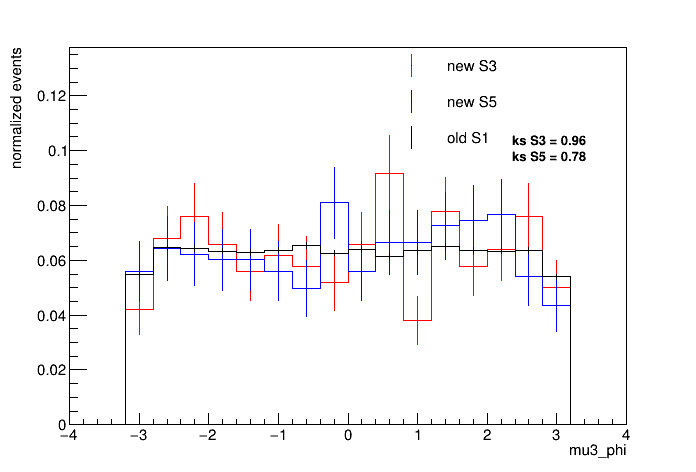 normalized events
new S3
new S5
old S1
ks S3 = 0.96
ks S5 = 0.78
0.12
0.1
0.08
0.06
0.04
0.02
0
−4 −3 −2 −1 0 1 2 3 4
mu3_phi